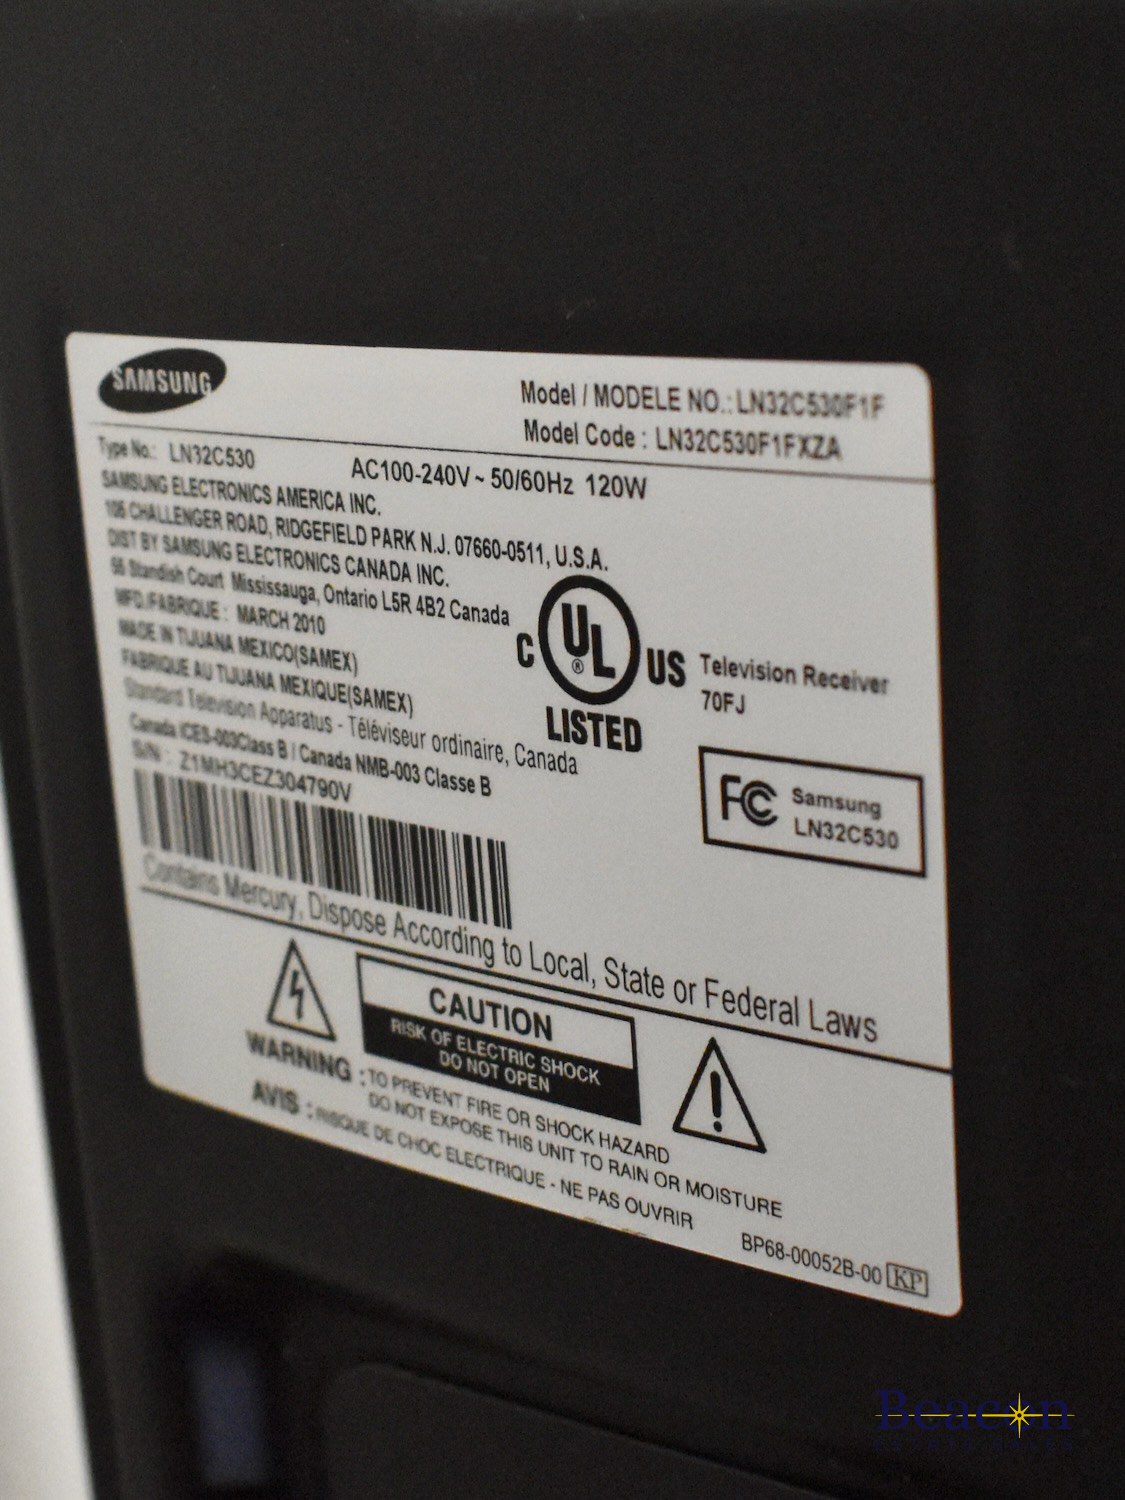 SAMSUNG
Model / MODELE NO.: LN32C530F1F
Model Code : LN32C530F1FXZA
Type No.: LN32C530
AC100-240V ~ 50/60Hz 120W
SAMSUNG ELECTRONICS AMERICA INC.
105 CHALLENGER ROAD, RIDGEFIELD PARK N.J. 07660-0511, U.S.A.
DIST BY SAMSUNG ELECTRONICS CANADA INC.
55 Standish Court Mississauga, Ontario L5R 4B2 Canada
MFD./FABRIQUE : MARCH 2010
MADE IN TIJUANA MEXICO(SAMEX)
FABRIQUE AU TIJUANA MEXIQUE(SAMEX)
Standard Television Apparatus - Téléviseur ordinaire, Canada
Canada ICES-003Class B / Canada NMB-003 Classe B
S/N : Z1MH3CEZ304790V
C UL ® US
LISTED
Television Receiver
70FJ
FC Samsung
LN32C530
Contains Mercury, Dispose According to Local, State or Federal Laws
CAUTION
RISK OF ELECTRIC SHOCK
DO NOT OPEN
WARNING : TO PREVENT FIRE OR SHOCK HAZARD
DO NOT EXPOSE THIS UNIT TO RAIN OR MOISTURE
AVIS : RISQUE DE CHOC ELECTRIQUE - NE PAS OUVRIR
BP68-00052B-00 KP
Beacon